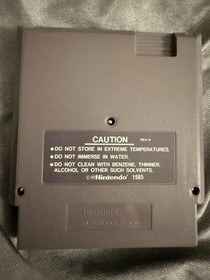 CAUTION REV-A
• DO NOT STORE IN EXTREME TEMPERATURES.
• DO NOT IMMERSE IN WATER.
• DO NOT CLEAN WITH BENZENE, THINNER,
ALCOHOL OR OTHER SUCH SOLVENTS.
©®Nintendo® 1985
Nintendo